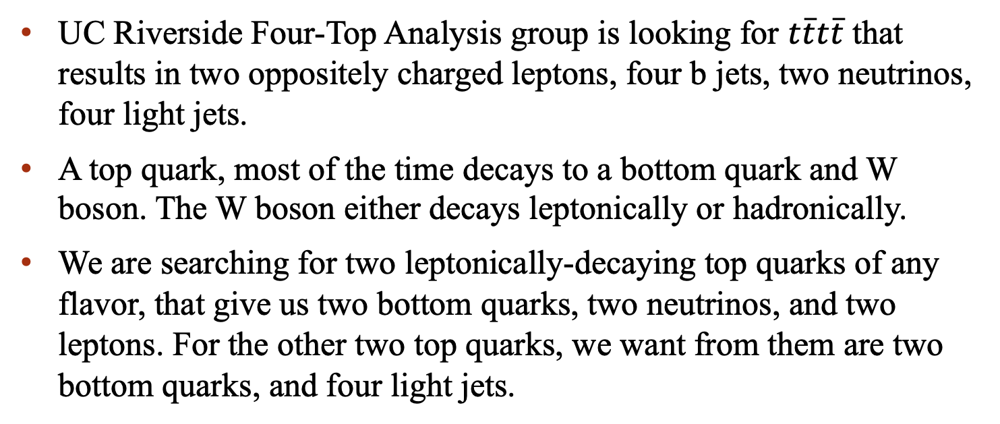 • UC Riverside Four-Top Analysis group is looking for tt̄tt̄ that
results in two oppositely charged leptons, four b jets, two neutrinos,
four light jets.
• A top quark, most of the time decays to a bottom quark and W
boson. The W boson either decays leptonically or hadronically.
• We are searching for two leptonically-decaying top quarks of any
flavor, that give us two bottom quarks, two neutrinos, and two
leptons. For the other two top quarks, we want from them are two
bottom quarks, and four light jets.